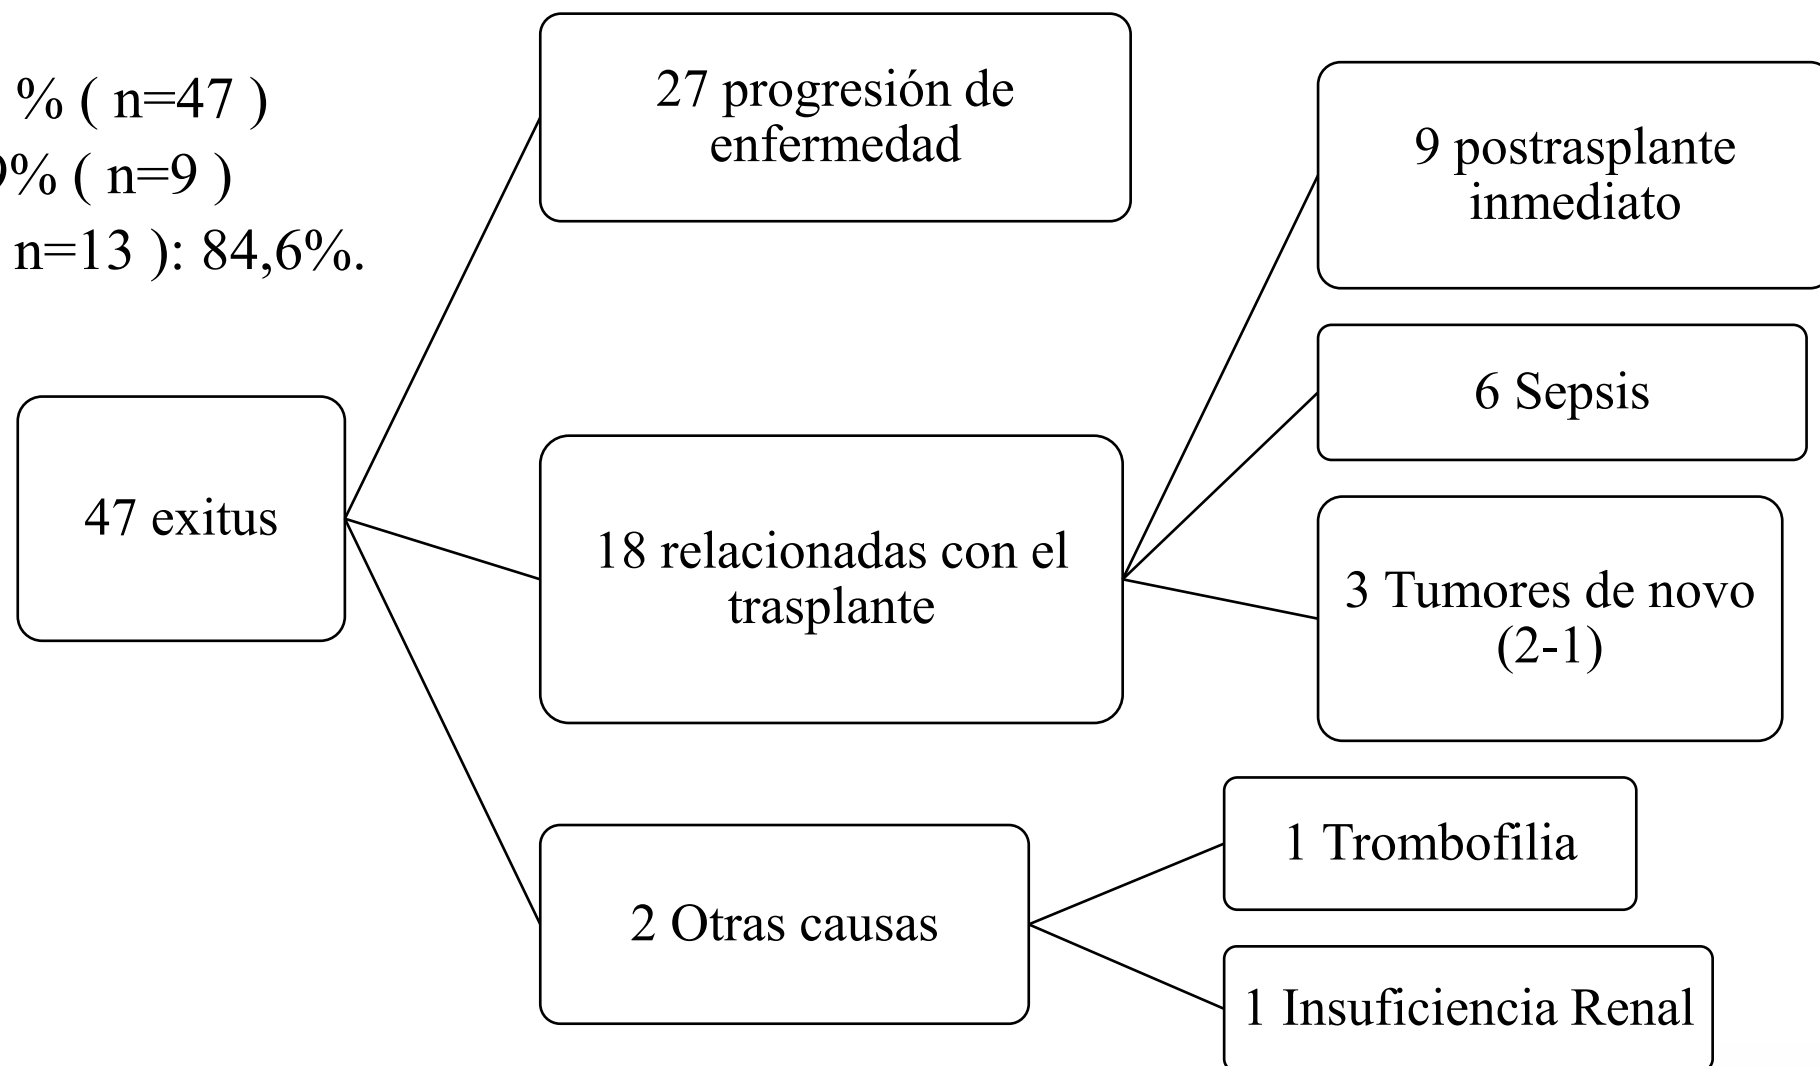 % ( n=47 )
9% ( n=9 )
n=13 ): 84,6%.
27 progresión de
enfermedad
9 postrasplante
inmediato
6 Sepsis
47 exitus
18 relacionadas con el
trasplante
3 Tumores de novo
(2-1)
1 Trombofilia
2 Otras causas
1 Insuficiencia Renal